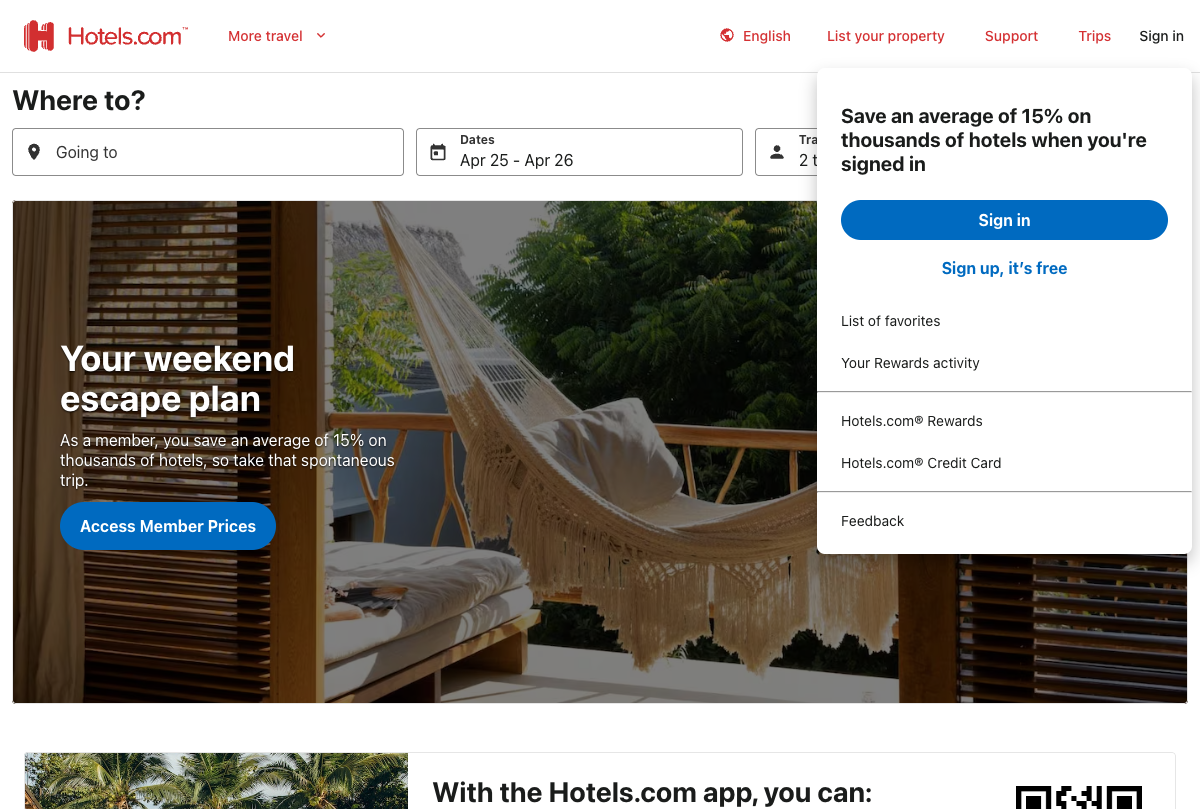 Hotels.com™
More travel
English
List your property
Support
Trips
Sign in
Where to?
Going to
Dates
Apr 25 - Apr 26
Save an average of 15% on
thousands of hotels when you're
signed in
Sign in
Sign up, it’s free
List of favorites
Your Rewards activity
Hotels.com® Rewards
Hotels.com® Credit Card
Feedback
Your weekend
escape plan
As a member, you save an average of 15% on
thousands of hotels, so take that spontaneous
trip.
Access Member Prices
With the Hotels.com app, you can: